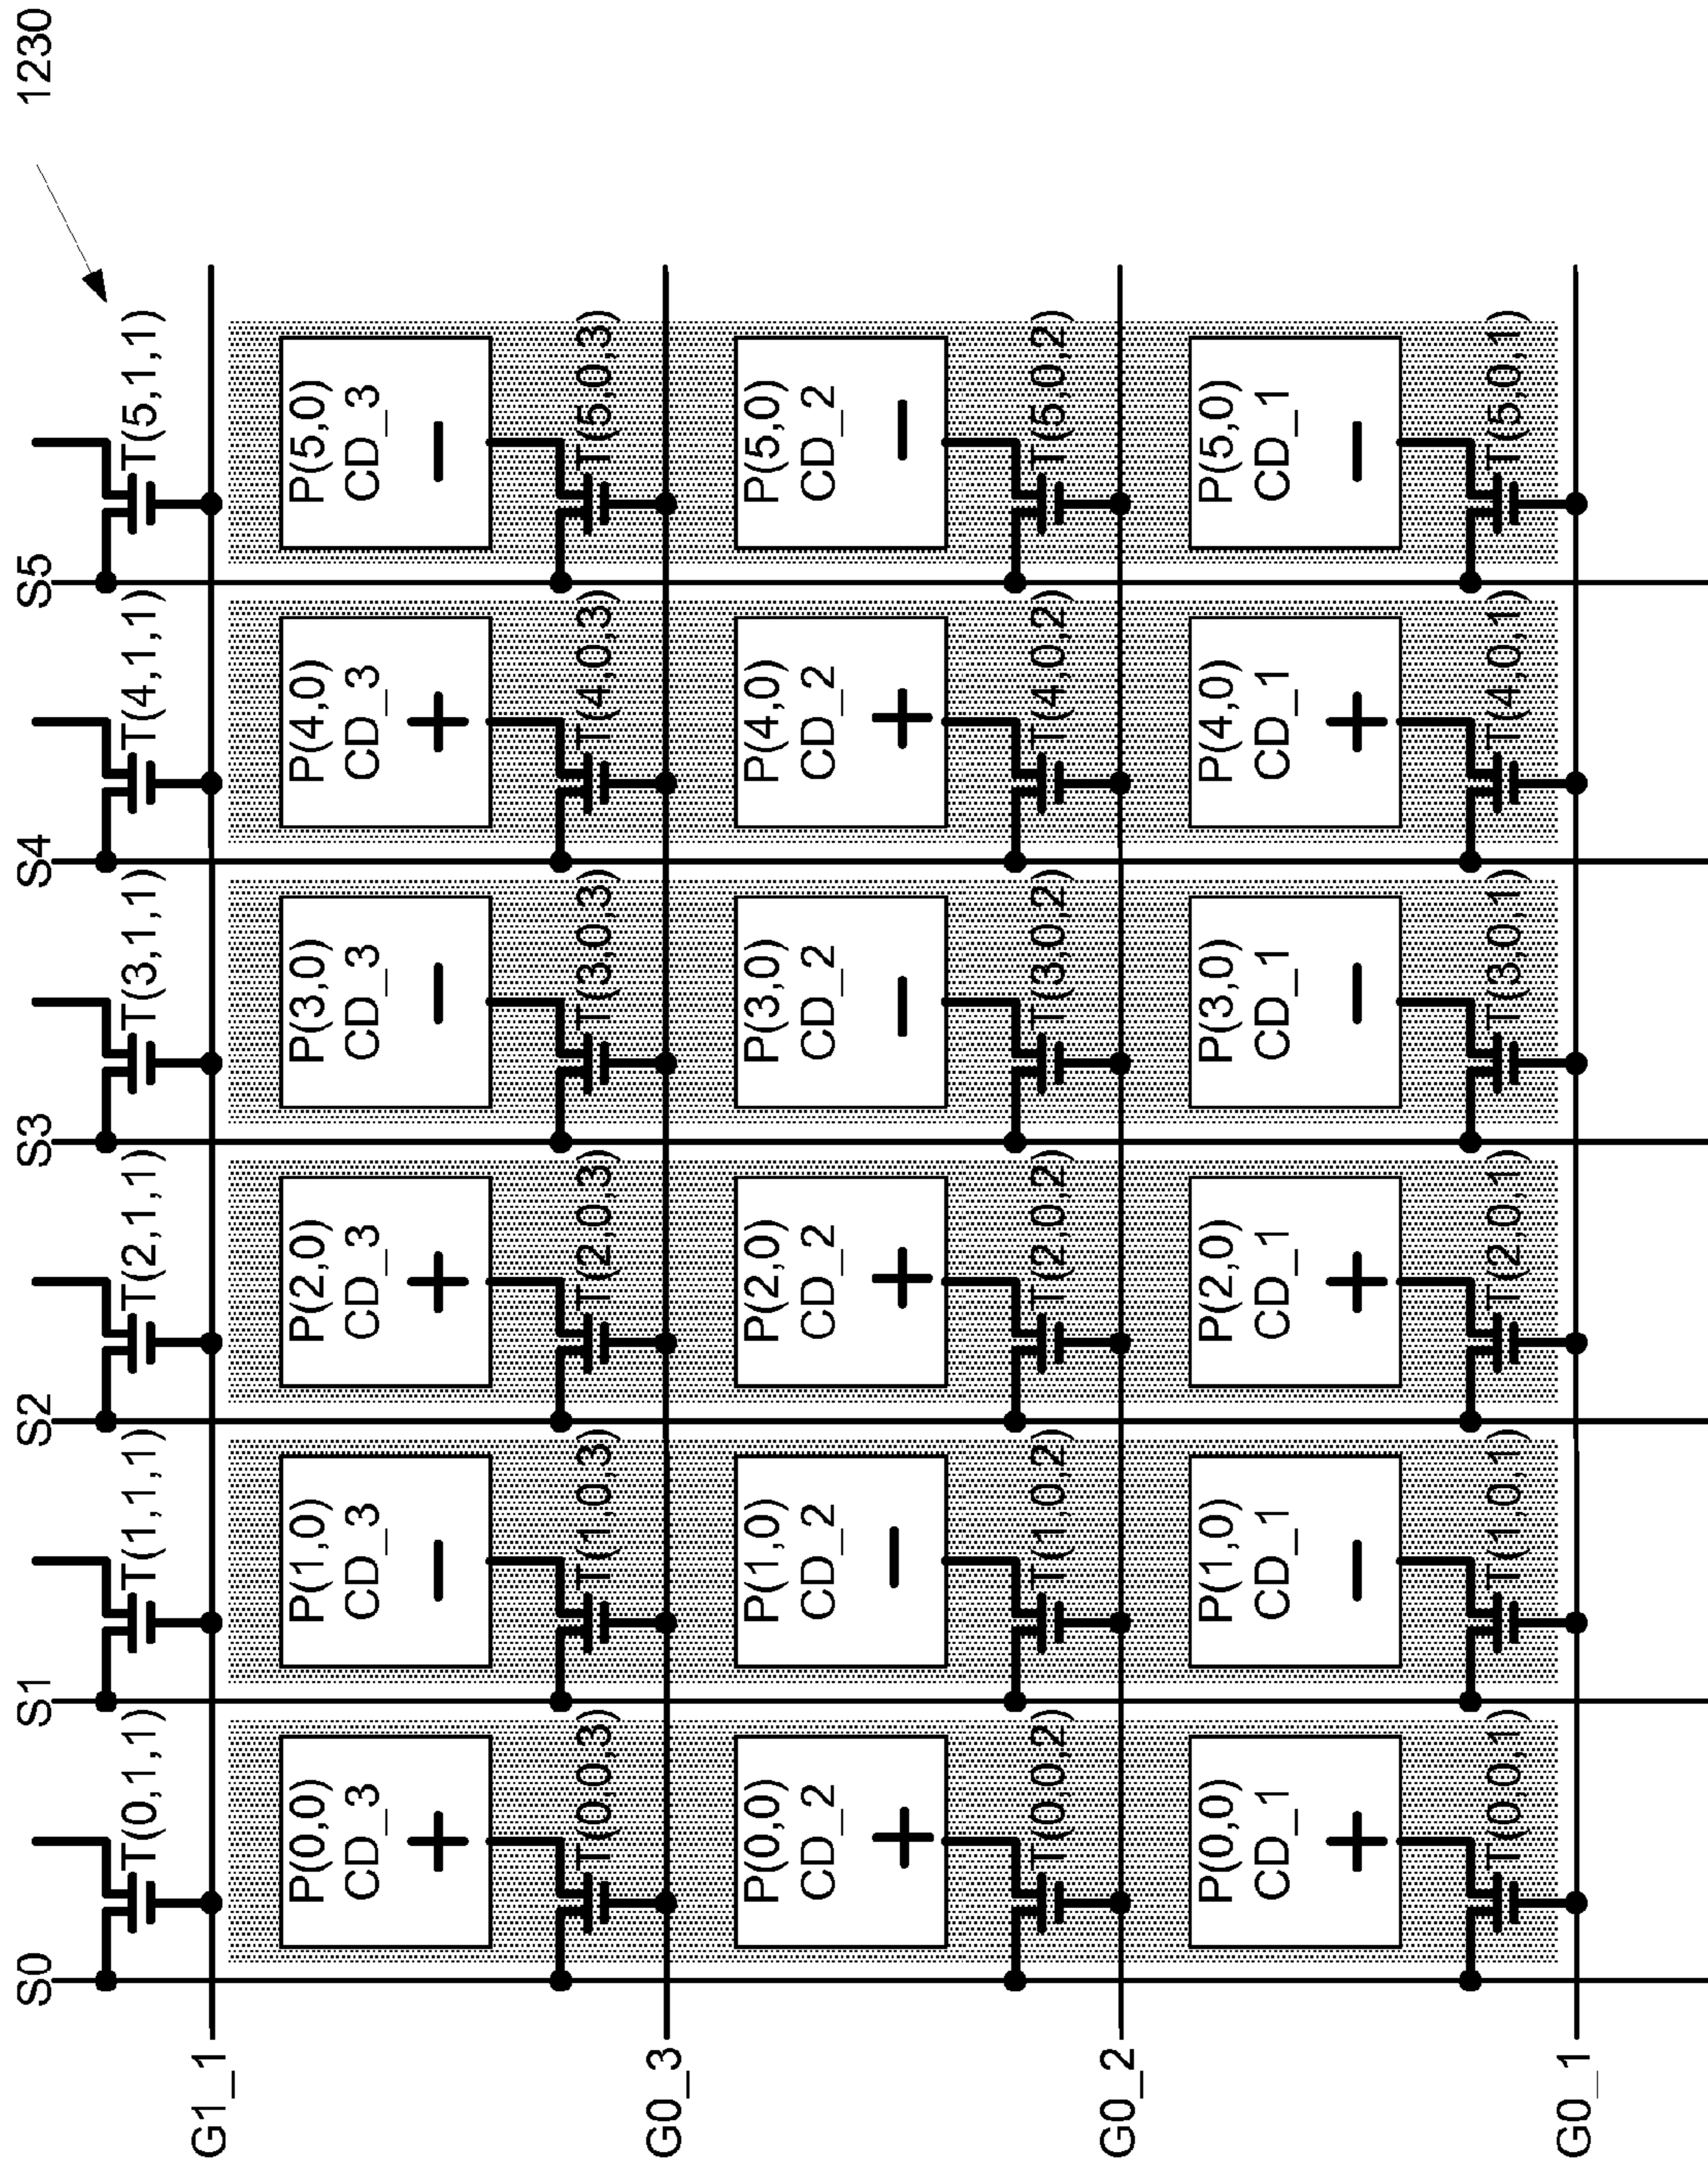 1230
S0 S1 S2 S3 S4 S5
T(0,1,1) T(1,1,1) T(2,1,1) T(3,1,1) T(4,1,1) T(5,1,1)
G1_1
P(0,0) P(1,0) P(2,0) P(3,0) P(4,0) P(5,0)
CD_3 CD_3 CD_3 CD_3 CD_3 CD_3
+ − + − + −
T(0,0,3) T(1,0,3) T(2,0,3) T(3,0,3) T(4,0,3) T(5,0,3)
G0_3
P(0,0) P(1,0) P(2,0) P(3,0) P(4,0) P(5,0)
CD_2 CD_2 CD_2 CD_2 CD_2 CD_2
+ − + − + −
T(0,0,2) T(1,0,2) T(2,0,2) T(3,0,2) T(4,0,2) T(5,0,2)
G0_2
P(0,0) P(1,0) P(2,0) P(3,0) P(4,0) P(5,0)
CD_1 CD_1 CD_1 CD_1 CD_1 CD_1
+ − + − + −
T(0,0,1) T(1,0,1) T(2,0,1) T(3,0,1) T(4,0,1) T(5,0,1)
G0_1